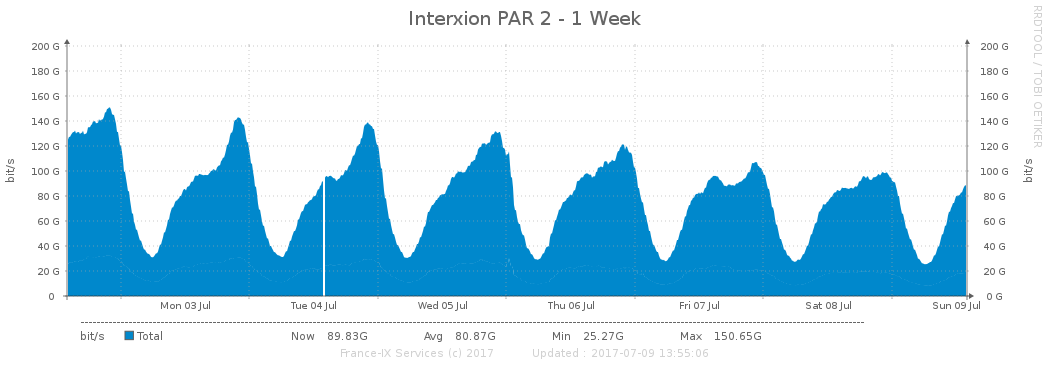 Interxion PAR 2 - 1 Week
RRDTOOL / TOBI OETIKER
bit/s
200 G 200 G
180 G 180 G
160 G 160 G
140 G 140 G
120 G 120 G
100 G 100 G
80 G 80 G
60 G 60 G
40 G 40 G
20 G 20 G
0 0 G
bit/s
Mon 03 Jul Tue 04 Jul Wed 05 Jul Thu 06 Jul Fri 07 Jul Sat 08 Jul Sun 09 Jul
bit/s Total Now 89.83G Avg 80.87G Min 25.27G Max 150.65G
France-IX Services (c) 2017 Updated : 2017-07-09 13:55:06